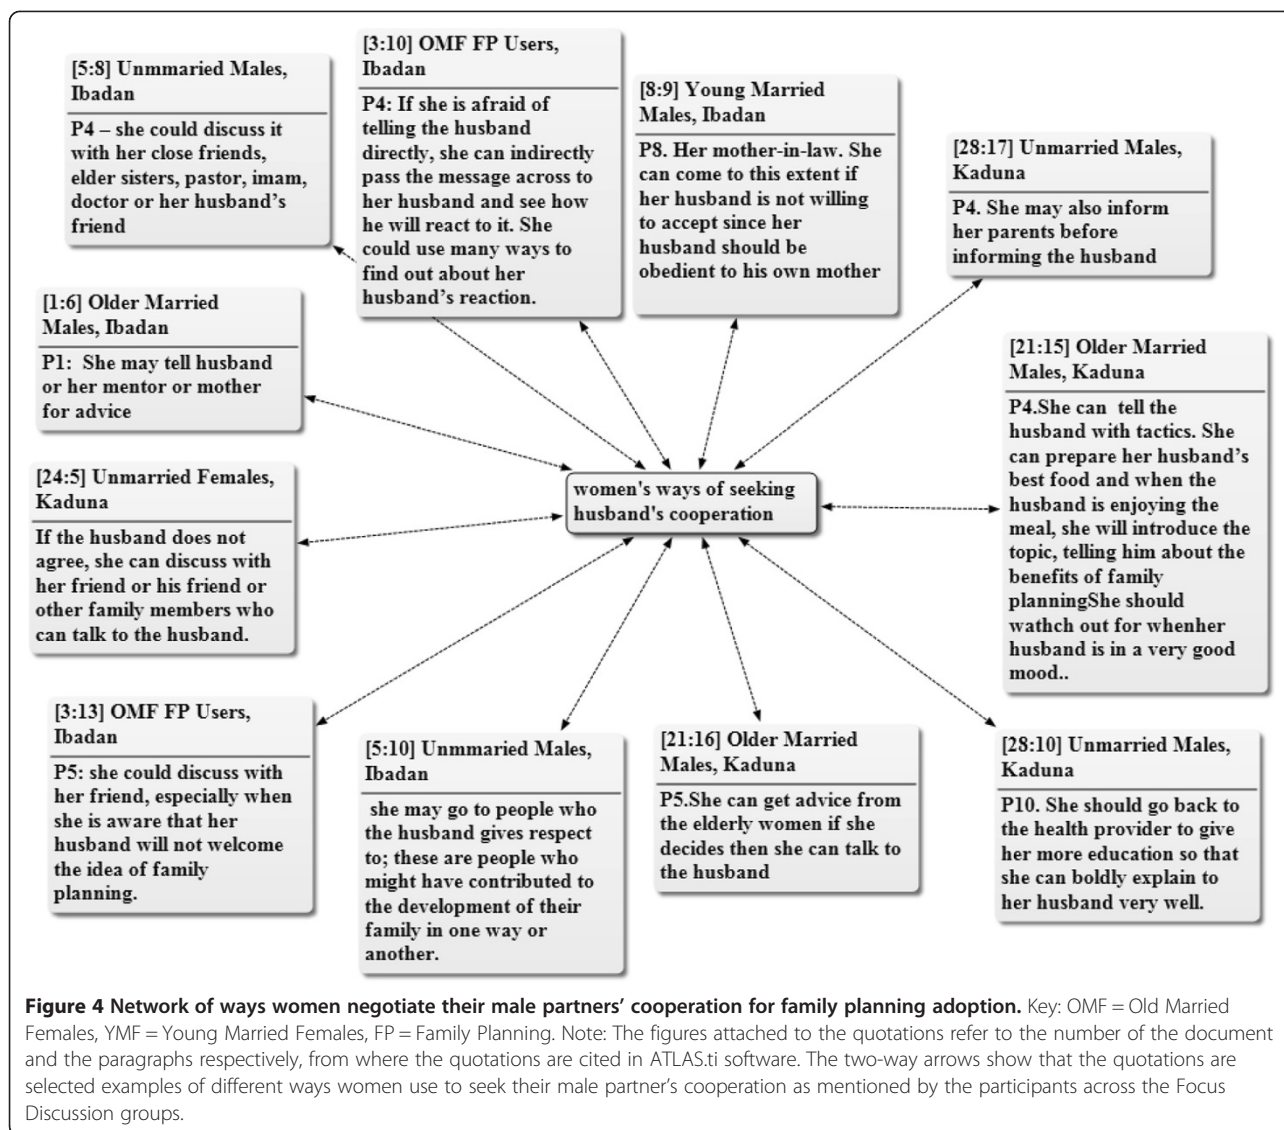 [5:8] Unmmaried Males,
Ibadan
P4 – she could discuss it
with her close friends,
elder sisters, pastor, imam,
doctor or her husband's
friend
[3:10] OMF FP Users,
Ibadan
P4: If she is afraid of
telling the husband
directly, she can indirectly
pass the message across to
her husband and see how
he will react to it. She
could use many ways to
find out about her
husband's reaction.
[8:9] Young Married
Males, Ibadan
P8. Her mother-in-law. She
can come to this extent if
her husband is not willing
to accept since her
husband should be
obedient to his own mother
[28:17] Unmarried Males,
Kaduna
P4. She may also inform
her parents before
informing the husband
[1:6] Older Married
Males, Ibadan
P1:  She may tell husband
or her mentor or mother
for advice
[21:15] Older Married
Males, Kaduna
P4.She can  tell the
husband with tactics. She
can prepare her husband's
best food and when the
husband is enjoying the
meal, she will introduce the
topic, telling him about the
benefits of family
planningShe should
wathch out for whenher
husband is in a very good
mood..
[24:5] Unmarried Females,
Kaduna
If the husband does not
agree, she can discuss with
her friend or his friend or
other family members who
can talk to the husband.
women's ways of seeking
husband's cooperation
[3:13] OMF FP Users,
Ibadan
P5: she could discuss with
her friend, especially when
she is aware that her
husband will not welcome
the idea of family
planning.
[5:10] Unmmaried Males,
Ibadan
she may go to people who
the husband gives respect
to; these are people who
might have contributed to
the development of their
family in one way or
another.
[21:16] Older Married
Males, Kaduna
P5.She can get advice from
the elderly women if she
decides then she can talk to
the husband
[28:10] Unmarried Males,
Kaduna
P10. She should go back to
the health provider to give
her more education so that
she can boldly explain to
her husband very well.
Figure 4 Network of ways women negotiate their male partners' cooperation for family planning adoption. Key: OMF = Old Married
Females, YMF = Young Married Females, FP = Family Planning. Note: The figures attached to the quotations refer to the number of the document
and the paragraphs respectively, from where the quotations are cited in ATLAS.ti software. The two-way arrows show that the quotations are
selected examples of different ways women use to seek their male partner's cooperation as mentioned by the participants across the Focus
Discussion groups.